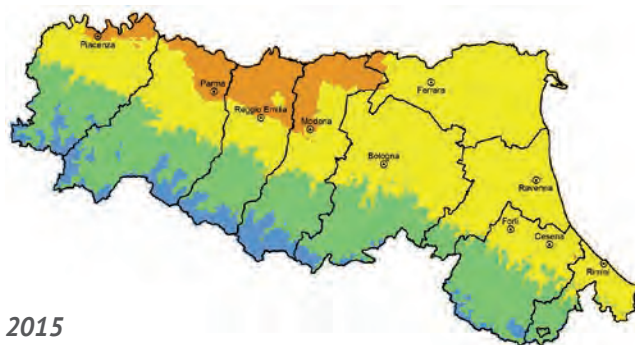 Piacenza
Parma
Reggio Emilia
Modena
Ferrara
Bologna
Ravenna
Forlì
Cesena
Rimini
2015